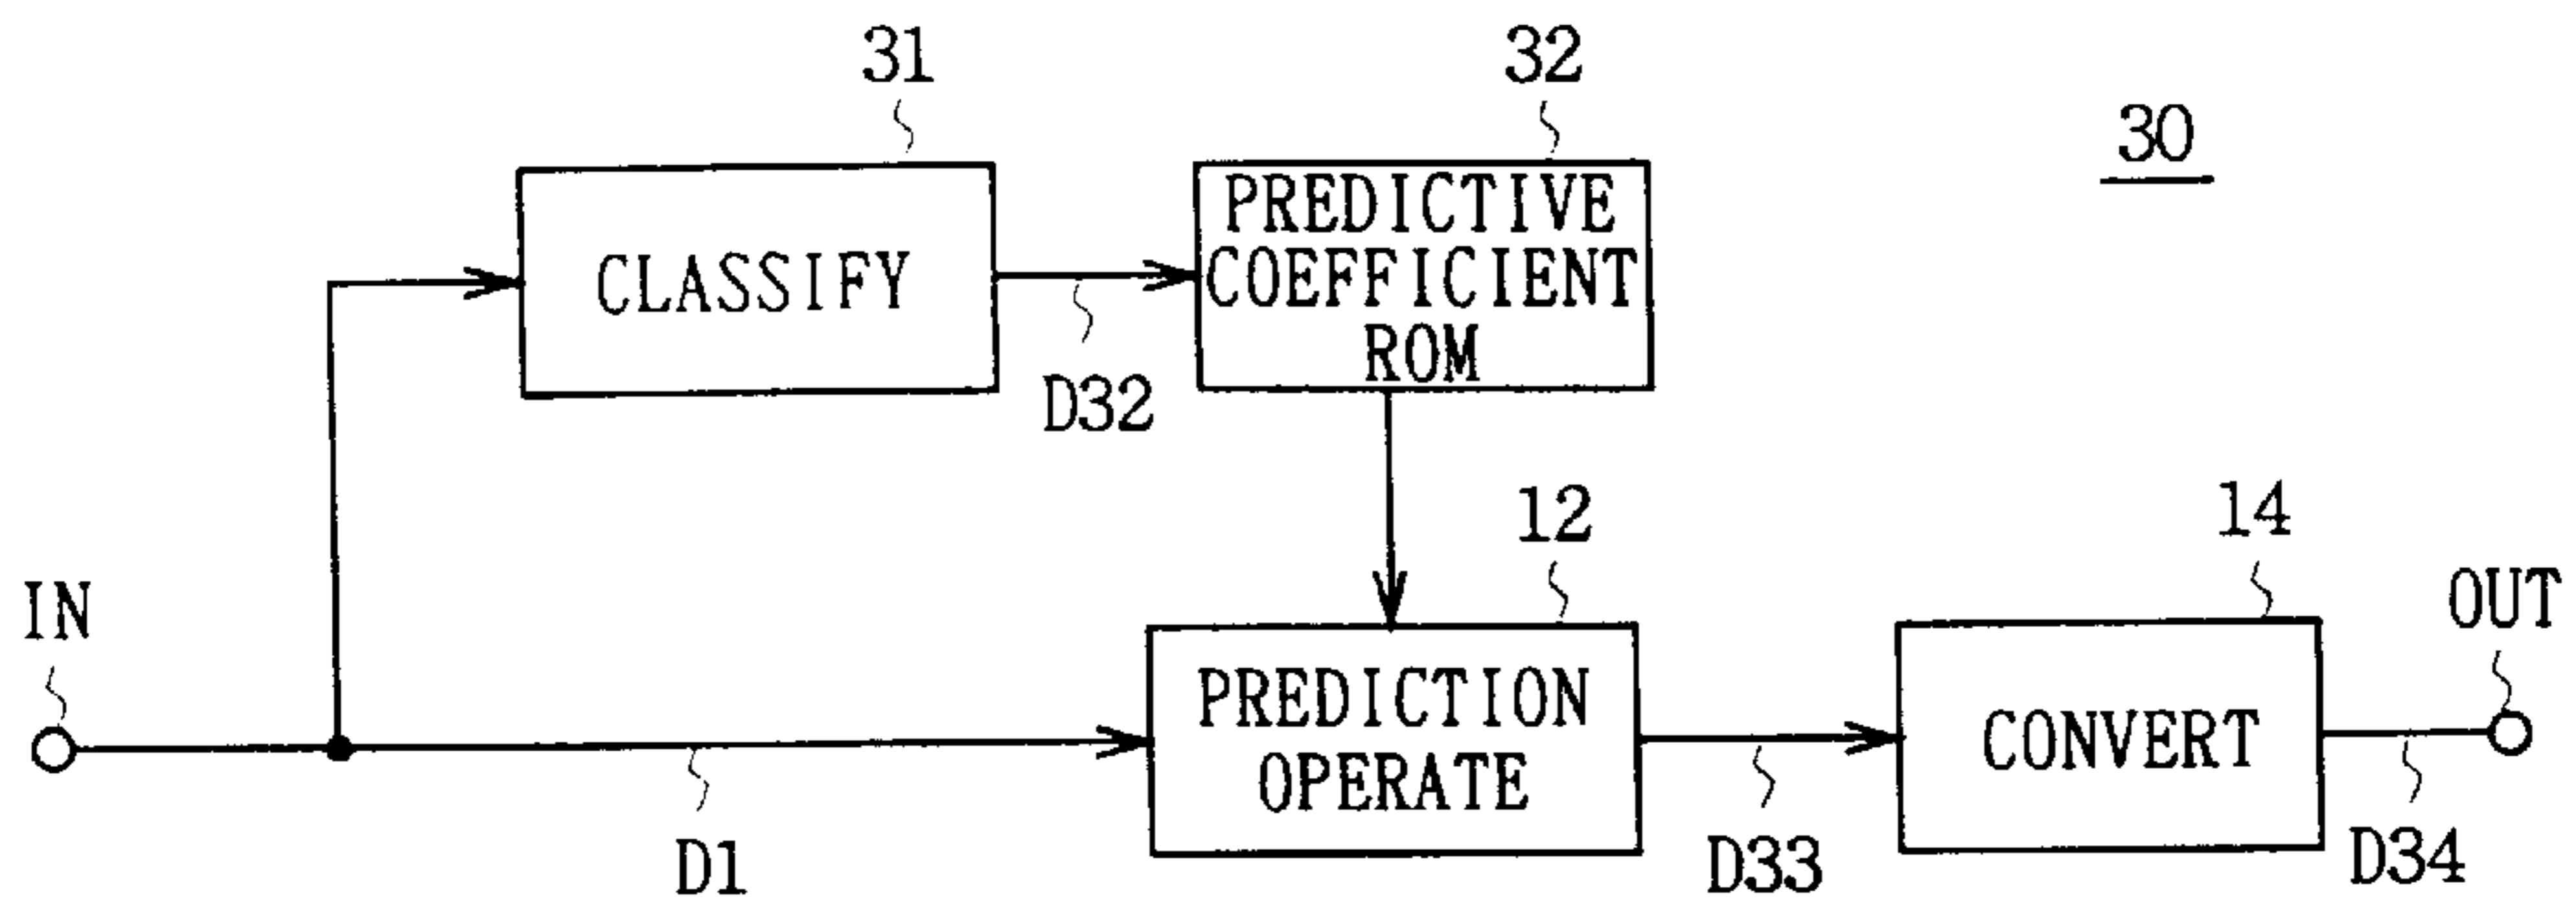 31
32
30
CLASSIFY
PREDICTIVE
COEFFICIENT
ROM
D32
12
14
IN
OUT
PREDICTION
OPERATE
CONVERT
D1
D33
D34